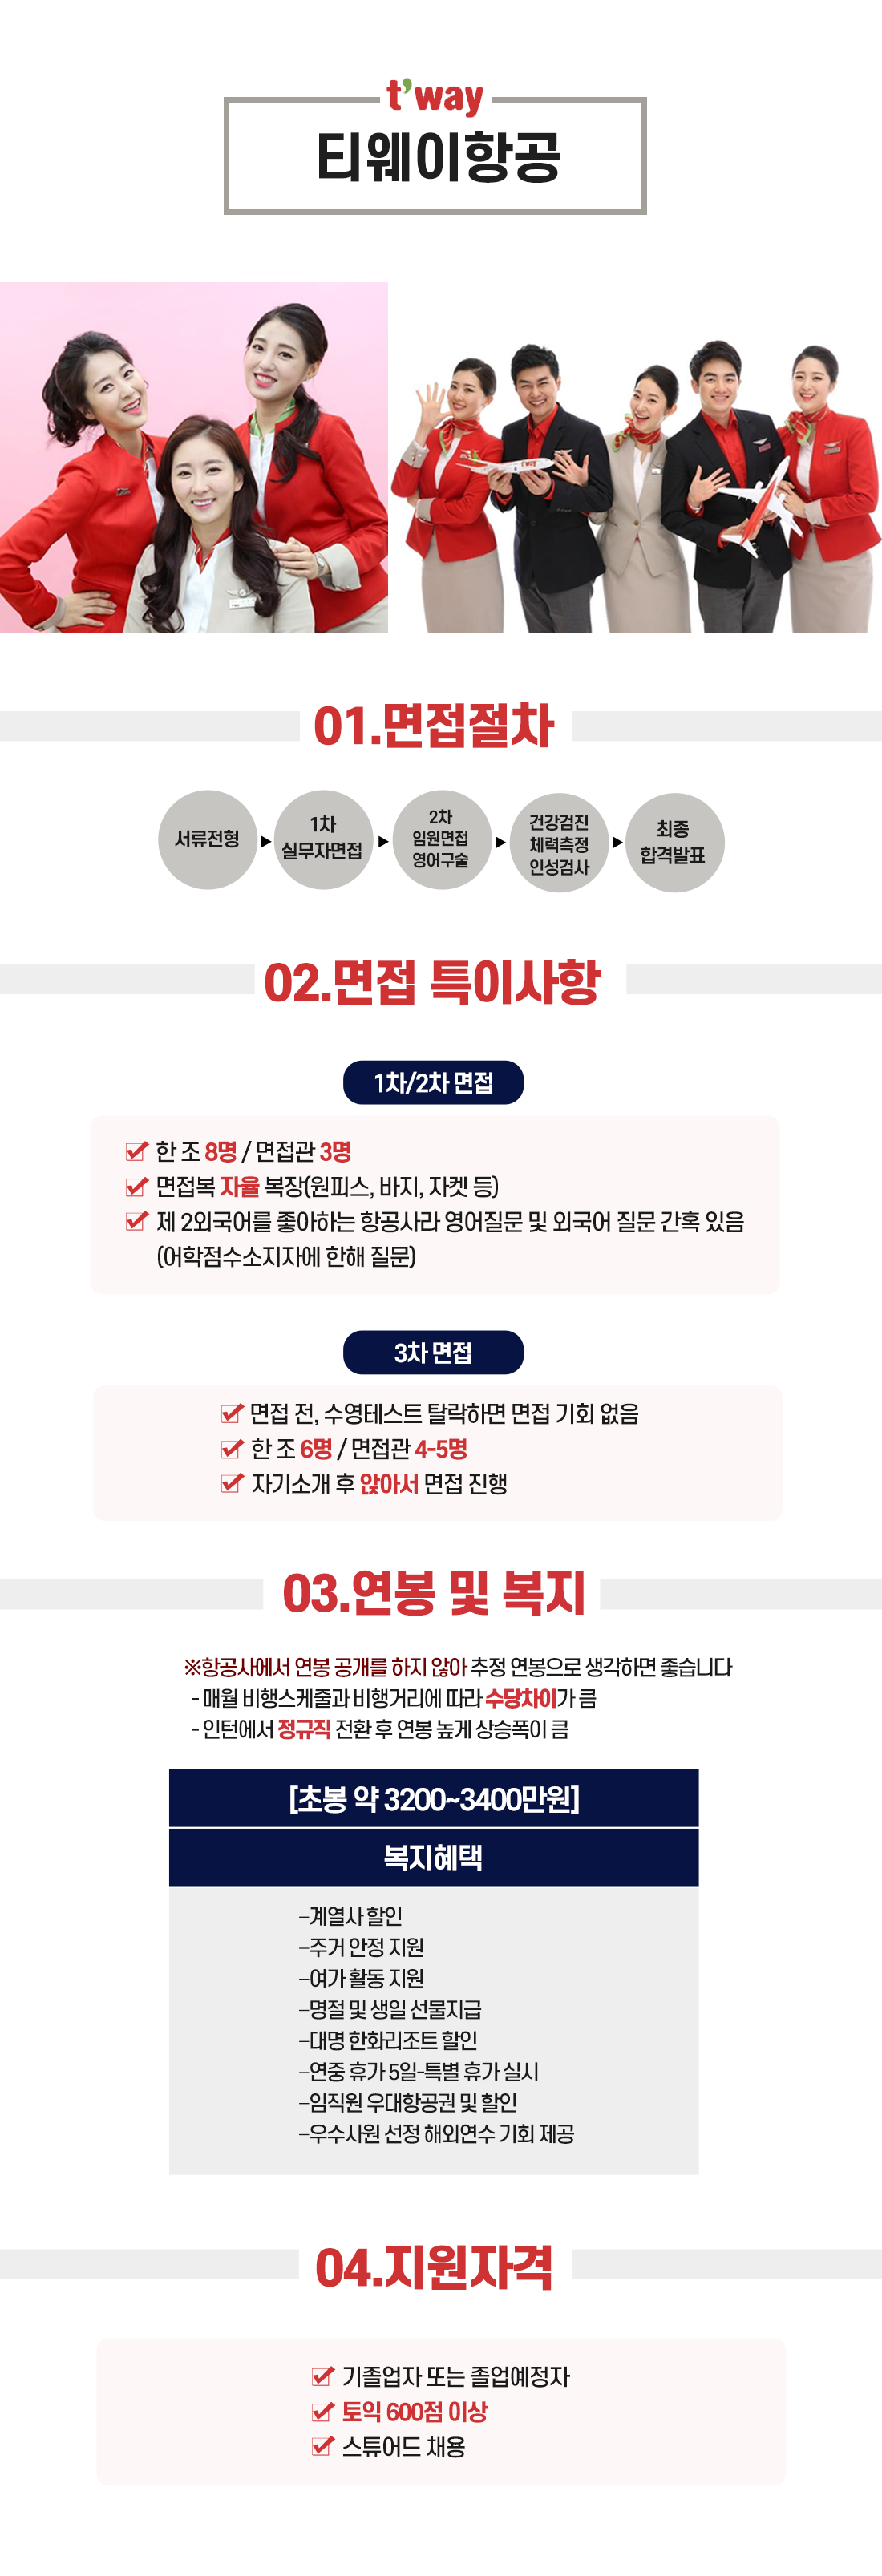 t'way
티웨이항공
t'way
01.면접절차
서류전형
1차
실무자면접
2차
임원면접
영어구술
건강검진
체력측정
인성검사
최종
합격발표
02.면접 특이사항
1차/2차 면접
한 조 8명 / 면접관 3명
면접복 자율 복장(원피스, 바지, 자켓 등)
제 2외국어를 좋아하는 항공사라 영어질문 및 외국어 질문 간혹 있음
(어학점수소지자에 한해 질문)
3차 면접
면접 전, 수영테스트 탈락하면 면접 기회 없음
한 조 6명 / 면접관 4-5명
자기소개 후 앉아서 면접 진행
03.연봉 및 복지
※항공사에서 연봉 공개를 하지 않아 추정 연봉으로 생각하면 좋습니다
- 매월 비행스케줄과 비행거리에 따라 수당차이가 큼
- 인턴에서 정규직 전환 후 연봉 높게 상승폭이 큼
[초봉 약 3200~3400만원]
복지혜택
–계열사 할인
–주거 안정 지원
–여가 활동 지원
–명절 및 생일 선물지급
–대명 한화리조트 할인
–연중 휴가 5일-특별 휴가 실시
–임직원 우대항공권 및 할인
–우수사원 선정 해외연수 기회 제공
04.지원자격
기졸업자 또는 졸업예정자
토익 600점 이상
스튜어드 채용